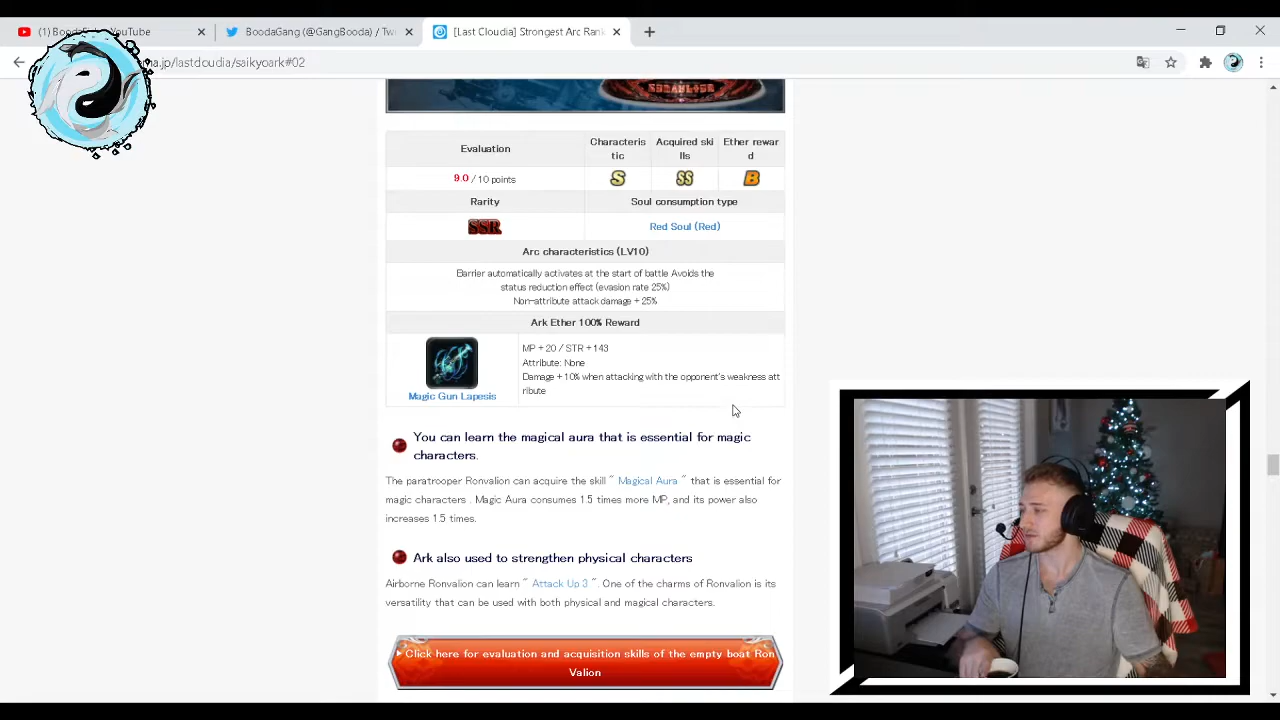 (1) Booda
YouTube
BoodaGang (@GangBooda) / Twi
[Last Cloudia] Strongest Arc Rank
ma.jp/lastcloudia/saikyoark#02
Evaluation
Characteris
tic
Acquired ski
lls
Ether rewar
d
9.0 / 10 points
S
SS
B
Rarity
Soul consumption type
SSR
Red Soul (Red)
Arc characteristics (LV10)
Barrier automatically activates at the start of battle Avoids the
status reduction effect (evasion rate 25%)
Non-attribute attack damage + 25%
Ark Ether 100% Reward
MP + 20 / STR + 143
Attribute: None
Damage + 10% when attacking with the opponent's weakness att
ribute
Magic Gun Lapesis
You can learn the magical aura that is essential for magic
characters.
The paratrooper Ronvalion can acquire the skill " Magical Aura " that is essential for
magic characters . Magic Aura consumes 1.5 times more MP, and its power also
increases 1.5 times.
Ark also used to strengthen physical characters
Airborne Ronvalion can learn " Attack Up 3 ". One of the charms of Ronvalion is its
versatility that can be used with both physical and magical characters.
Click here for evaluation and acquisition skills of the empty boat Ron
Valion